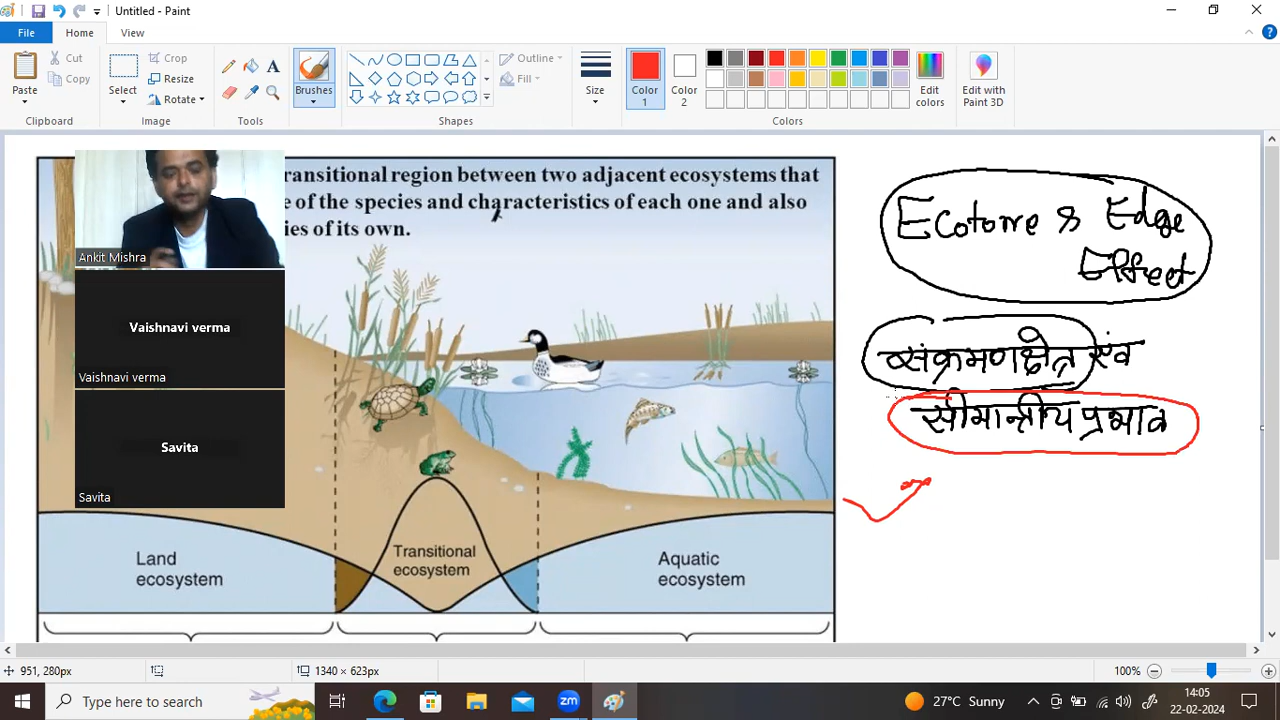 Untitled - Paint
File
Home
View
Paste
Cut
Copy
Clipboard
Select
Crop
Resize
Rotate
Image
Tools
Brushes
Shapes
Outline
Fill
Size
Color 1
Color 2
Edit colors
Edit with Paint 3D
Colors
ransitional region between two adjacent ecosystems that
e of the species and characteristics of each one and also
ies of its own.
Ankit Mishra
Vaishnavi verma
Vaishnavi verma
Savita
Savita
Land
ecosystem
Transitional
ecosystem
Aquatic
ecosystem
Ecotone & Edge
Effect
संक्रमणक्षेत्र एंव
सीमान्तीय प्रभाव
951, 280px
1340 × 623px
100%
Type here to search
zm
27°C Sunny
14:05
22-02-2024